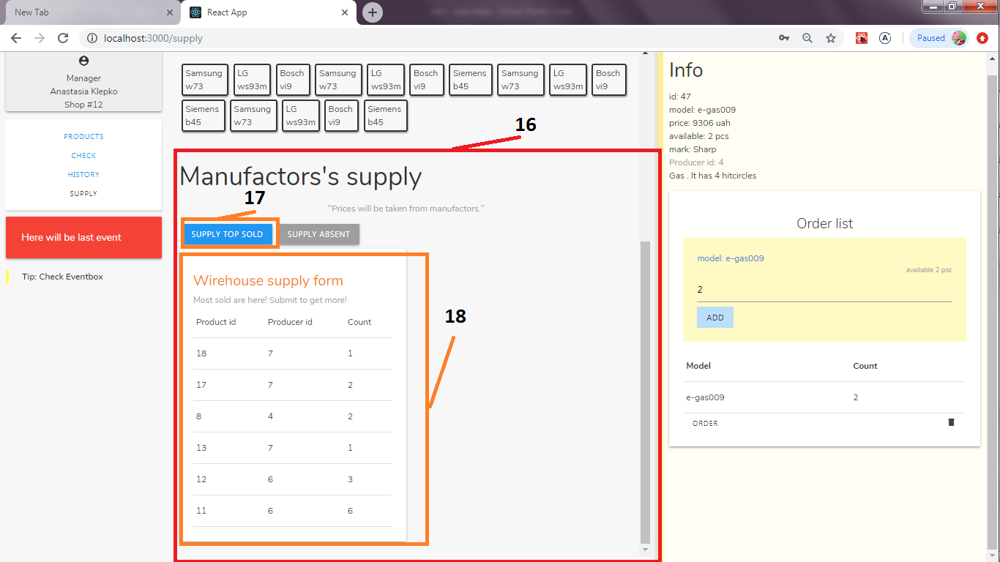 New Tab
React App
localhost:3000/supply
Paused
Manager
Anastasia Klepko
Shop #12
PRODUCTS
CHECK
HISTORY
SUPPLY
Here will be last event
Tip: Check Eventbox
Samsung w73
LG ws93m
Bosch vi9
Samsung w73
LG ws93m
Bosch vi9
Siemens b45
Samsung w73
LG ws93m
Bosch vi9
Siemens b45
Samsung w73
LG ws93m
Bosch vi9
Siemens b45
16
Manufactors's supply
17
"Prices will be taken from manufactors."
SUPPLY TOP SOLD
SUPPLY ABSENT
Wirehouse supply form
Most sold are here! Submit to get more!
Product id Producer id Count
18 7 1
17 7 2
8 4 2
13 7 1
12 6 3
11 6 6
18
Info
id: 47
model: e-gas009
price: 9306 uah
available: 2 pcs
mark: Sharp
Producer id: 4
Gas . It has 4 hitcircles
Order list
model: e-gas009
available 2 psc
2
ADD
Model Count
e-gas009 2
ORDER